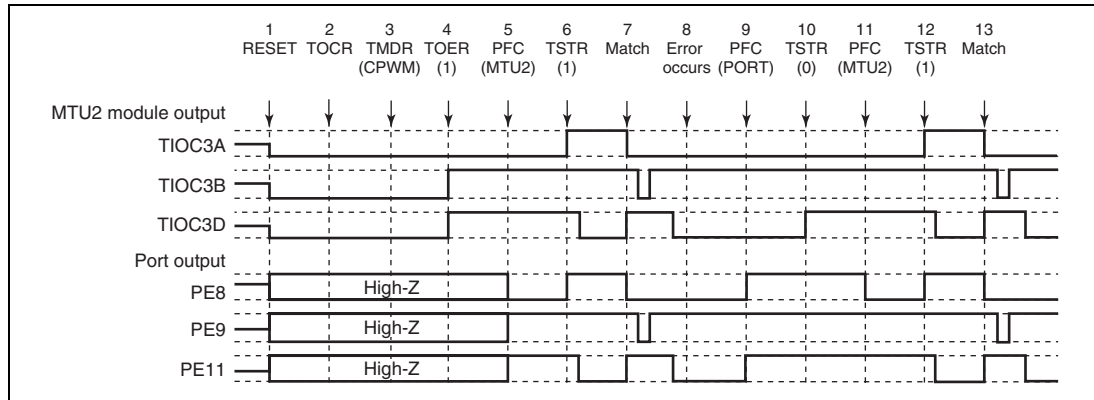 1 2 3 4 5 6 7 8 9 10 11 12 13
RESET TOCR TMDR TOER PFC TSTR Match Error PFC TSTR PFC TSTR Match
(CPWM) (1) (MTU2) (1) occurs (PORT) (0) (MTU2) (1)
MTU2 module output
TIOC3A
TIOC3B
TIOC3D
Port output
PE8 High-Z
PE9 High-Z
PE11 High-Z